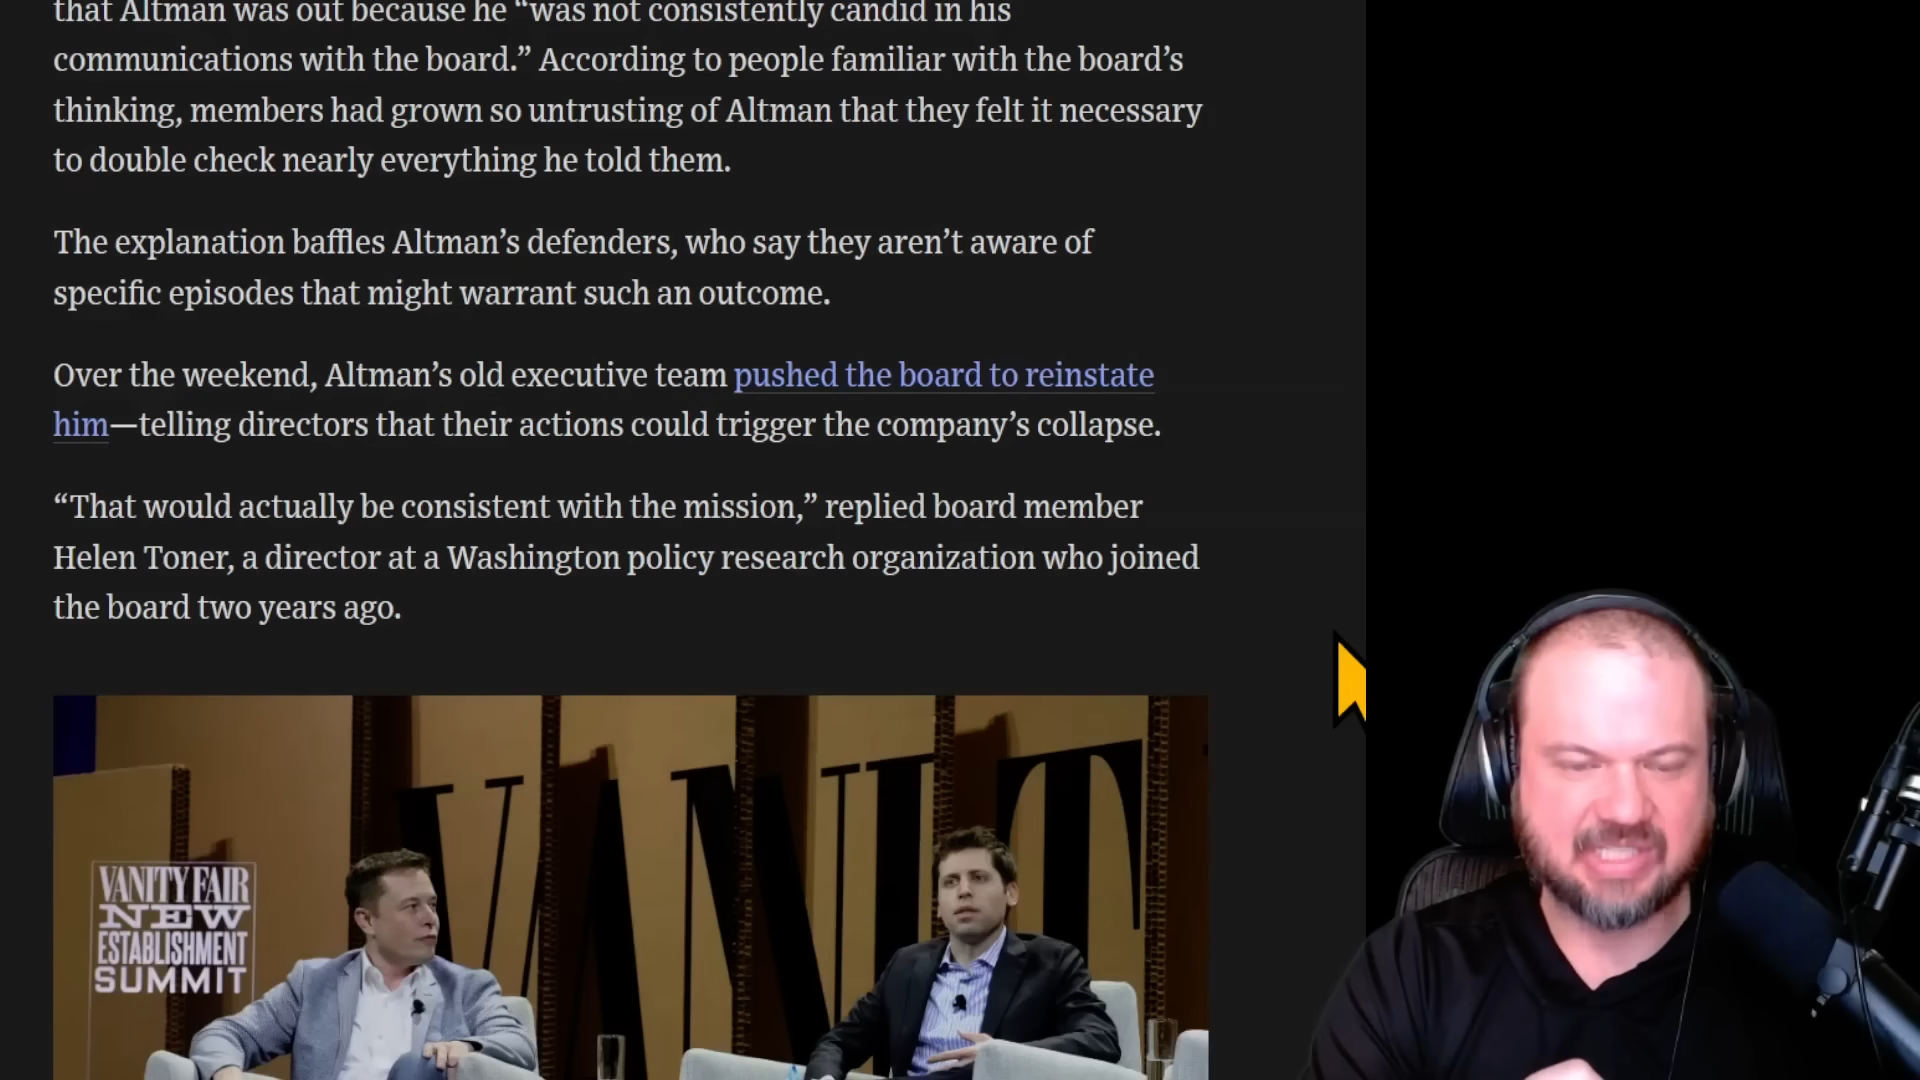 that Altman was out because he “was not consistently candid in his
communications with the board.” According to people familiar with the board’s
thinking, members had grown so untrusting of Altman that they felt it necessary
to double check nearly everything he told them.
The explanation baffles Altman’s defenders, who say they aren’t aware of
specific episodes that might warrant such an outcome.
Over the weekend, Altman’s old executive team pushed the board to reinstate
him—telling directors that their actions could trigger the company’s collapse.
“That would actually be consistent with the mission,” replied board member
Helen Toner, a director at a Washington policy research organization who joined
the board two years ago.
VANIT
VANITY FAIR
NEW
ESTABLISHMENT
SUMMIT